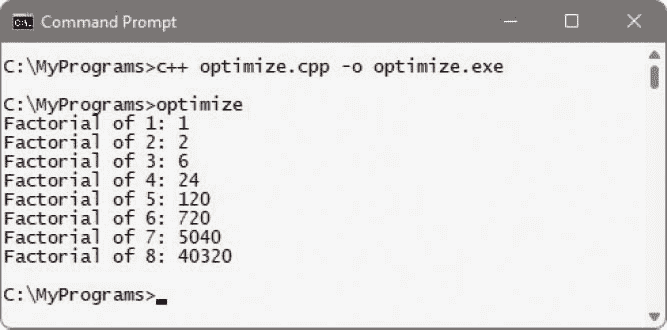 Command Prompt
C:\MyPrograms>c++ optimize.cpp -o optimize.exe
C:\MyPrograms>optimize
Factorial of 1: 1
Factorial of 2: 2
Factorial of 3: 6
Factorial of 4: 24
Factorial of 5: 120
Factorial of 6: 720
Factorial of 7: 5040
Factorial of 8: 40320
C:\MyPrograms>_